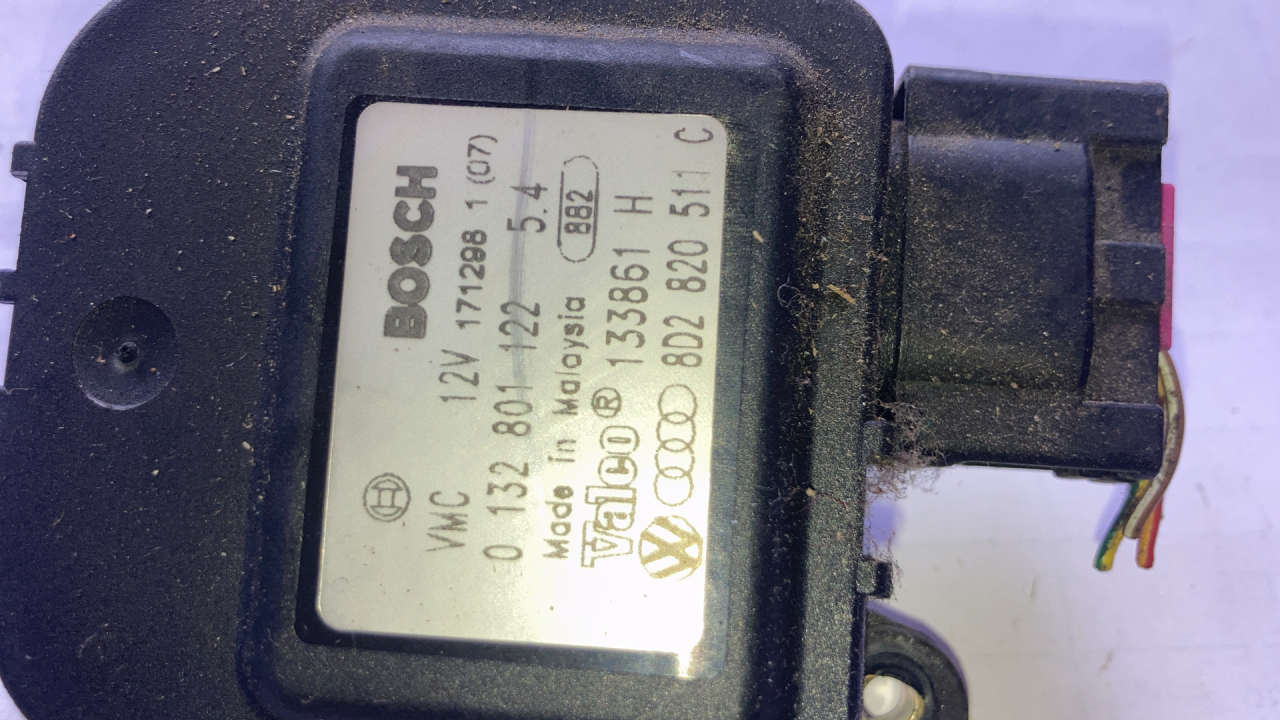 BOSCH
VMC 12V 171298 1 (07)
0 132 801 122 5.4
Made in Malaysia 882
Valeo ® 133861 H
8D2 820 511 C